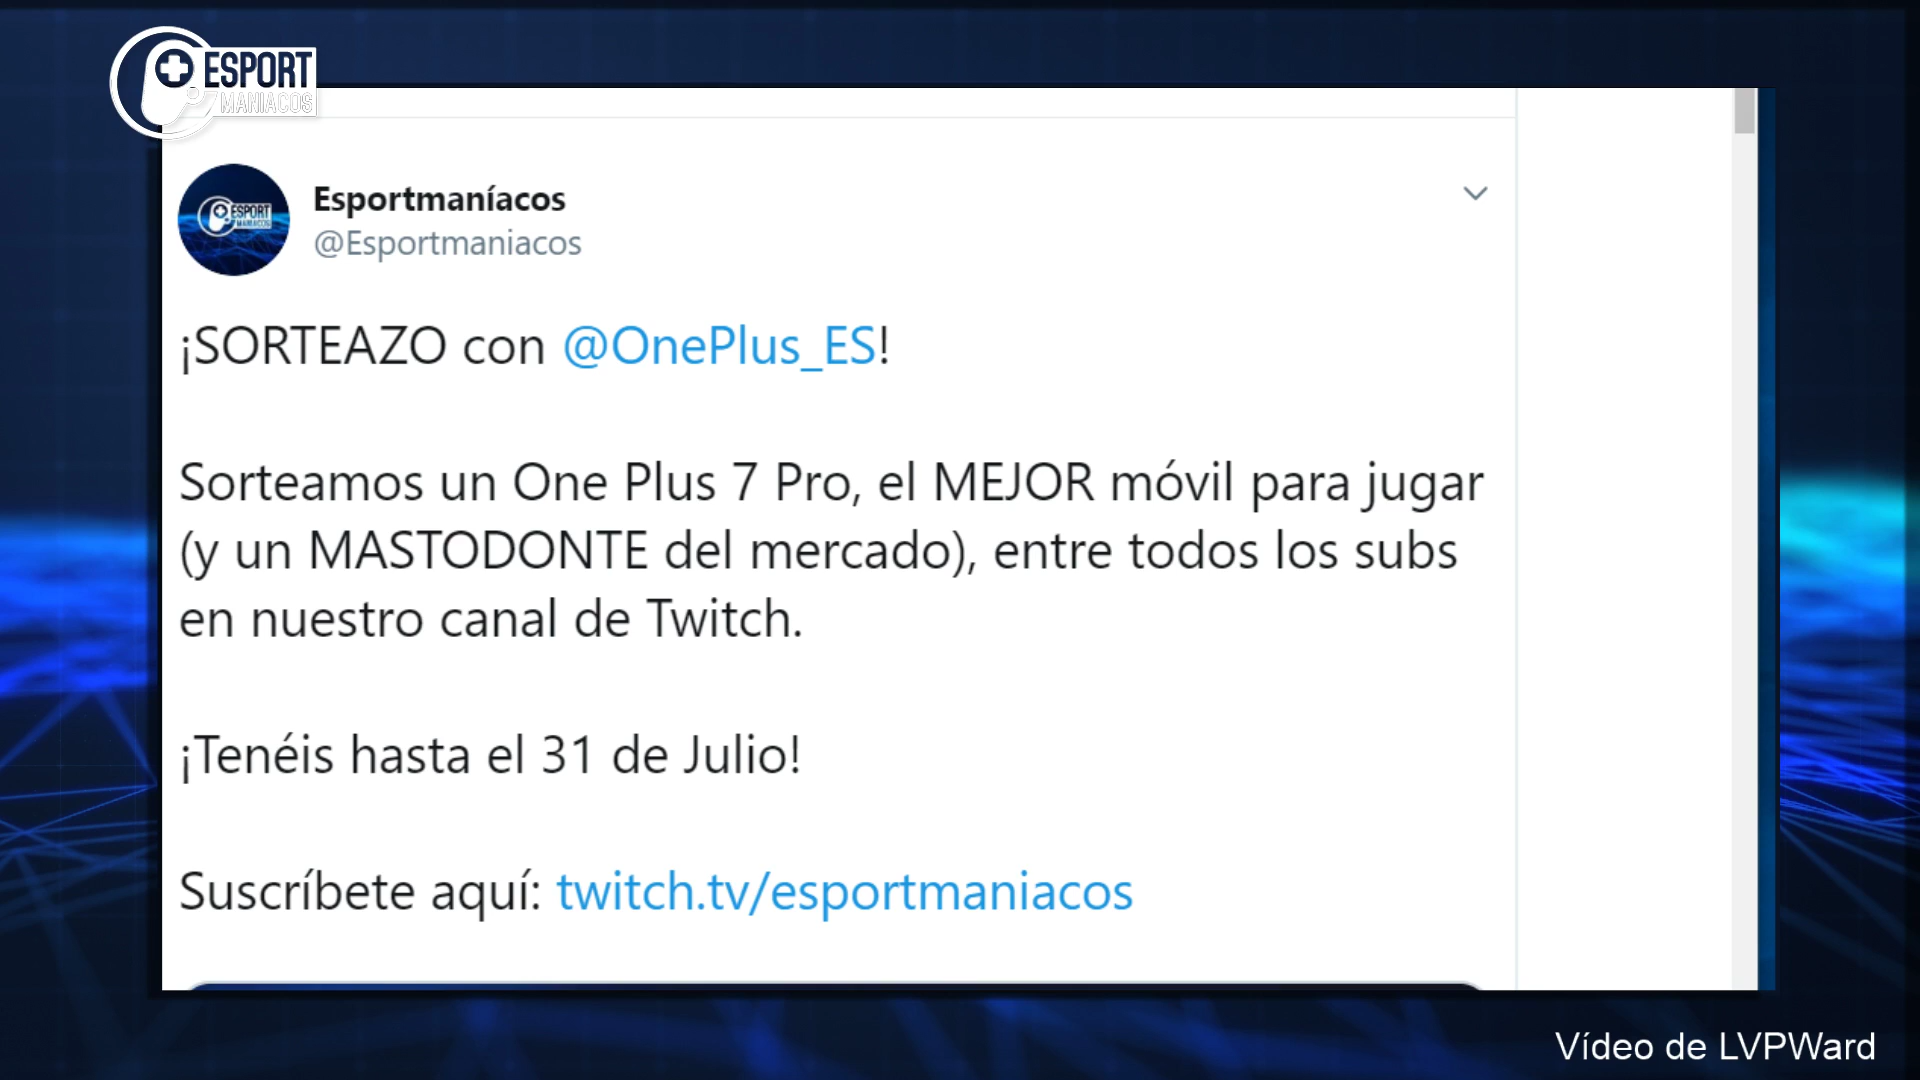 ESPORT
MANIACOS
ESPORT
MANIACOS
Esportmaníacos
@Esportmaniacos
¡SORTEAZO con @OnePlus_ES!
Sorteamos un One Plus 7 Pro, el MEJOR móvil para jugar
(y un MASTODONTE del mercado), entre todos los subs
en nuestro canal de Twitch.
¡Tenéis hasta el 31 de Julio!
Suscríbete aquí: twitch.tv/esportmaniacos
Vídeo de LVPWard